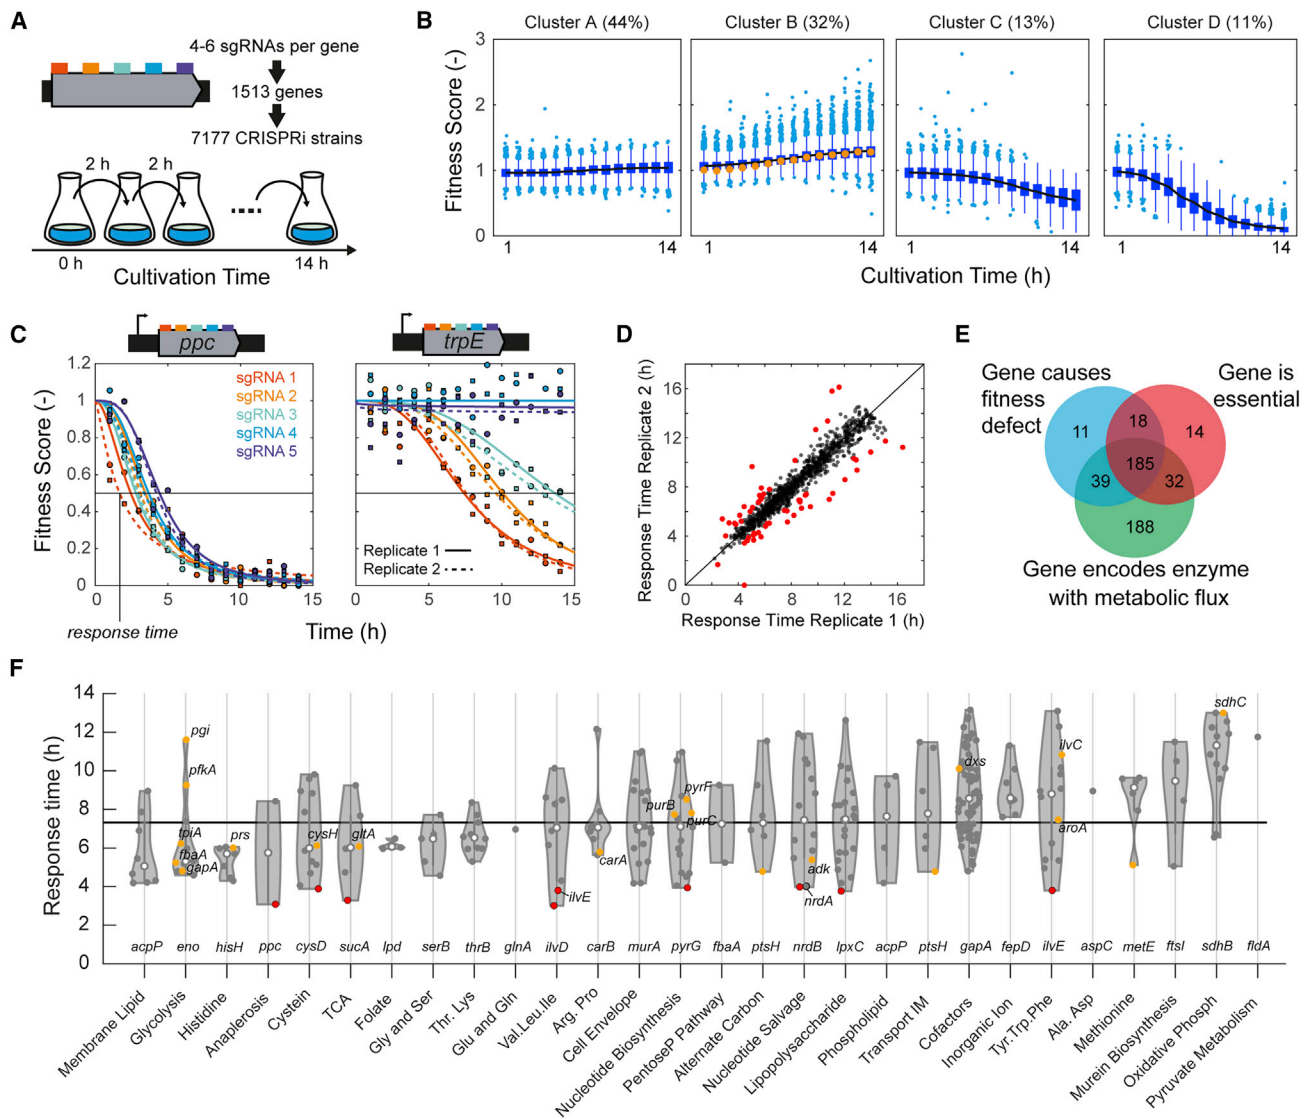 A
4-6 sgRNAs per gene
1513 genes
7177 CRISPRi strains
2 h
2 h
0 h
14 h
Cultivation Time
B
Cluster A (44%)
Cluster B (32%)
Cluster C (13%)
Cluster D (11%)
Fitness Score (-)
3
2
1
0
1
14
1
14
1
14
1
14
Cultivation Time (h)
C
ppc
trpE
Fitness Score (-)
1.2
1
0.8
0.6
0.4
0.2
0
sgRNA 1
sgRNA 2
sgRNA 3
sgRNA 4
sgRNA 5
Replicate 1
Replicate 2
0
5
10
15
0
5
10
15
response time
Time (h)
D
Response Time Replicate 2 (h)
16
12
8
4
0
0
4
8
12
16
Response Time Replicate 1 (h)
E
Gene causes
fitness
defect
Gene is
essential
11
18
14
185
39
32
188
Gene encodes enzyme
with metabolic flux
F
Response time (h)
14
12
10
8
6
4
2
0
pgi
pfkA
tpiA
fbaA
gapA
prs
cysH
gltA
ilvE
carA
purB
pyrF
purC
adk
nrdA
dxs
ilvC
aroA
sdhC
acpP
eno
hisH
ppc
cysD
sucA
lpd
serB
thrB
glnA
ilvD
carB
murA
pyrG
fbaA
ptsH
nrdB
lpxC
acpP
ptsH
gapA
fepD
ilvE
aspC
metE
ftsI
sdhB
fldA
Membrane Lipid
Glycolysis
Histidine
Anaplerosis
Cystein
TCA
Folate
Gly and Ser
Thr. Lys
Glu and Gln
Val.Leu.Ile
Arg. Pro
Cell Envelope
Nucleotide Biosynthesis
PentoseP Pathway
Alternate Carbon
Nucleotide Salvage
Lipopolysaccharide
Phospholipid
Transport IM
Cofactors
Inorganic Ion
Tyr.Trp.Phe
Ala. Asp
Methionine
Murein Biosynthesis
Oxidative Phosph
Pyruvate Metabolism